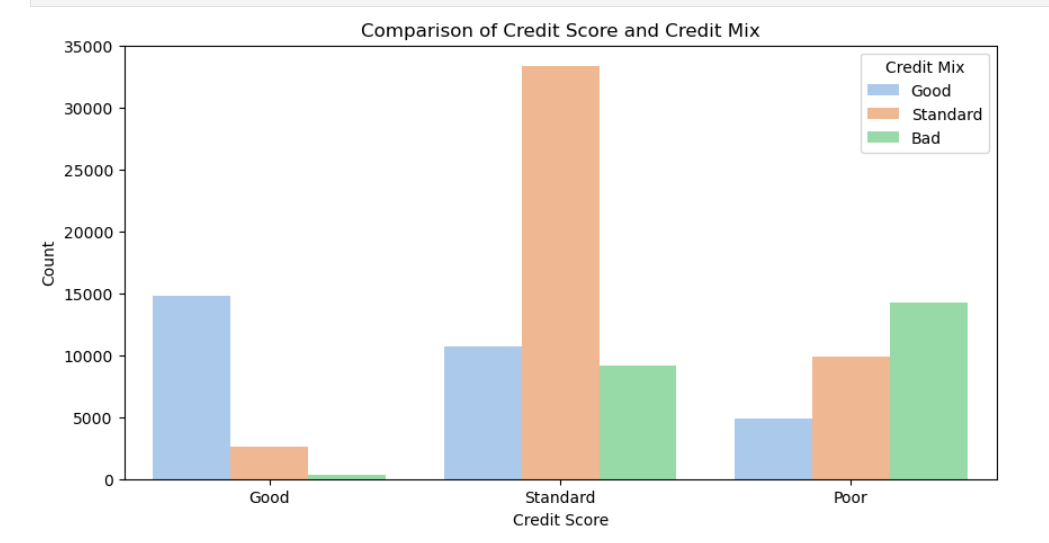 Comparison of Credit Score and Credit Mix
35000
30000
25000
20000
15000
10000
5000
0
Count
Credit Mix
Good
Standard
Bad
Good Standard Poor
Credit Score